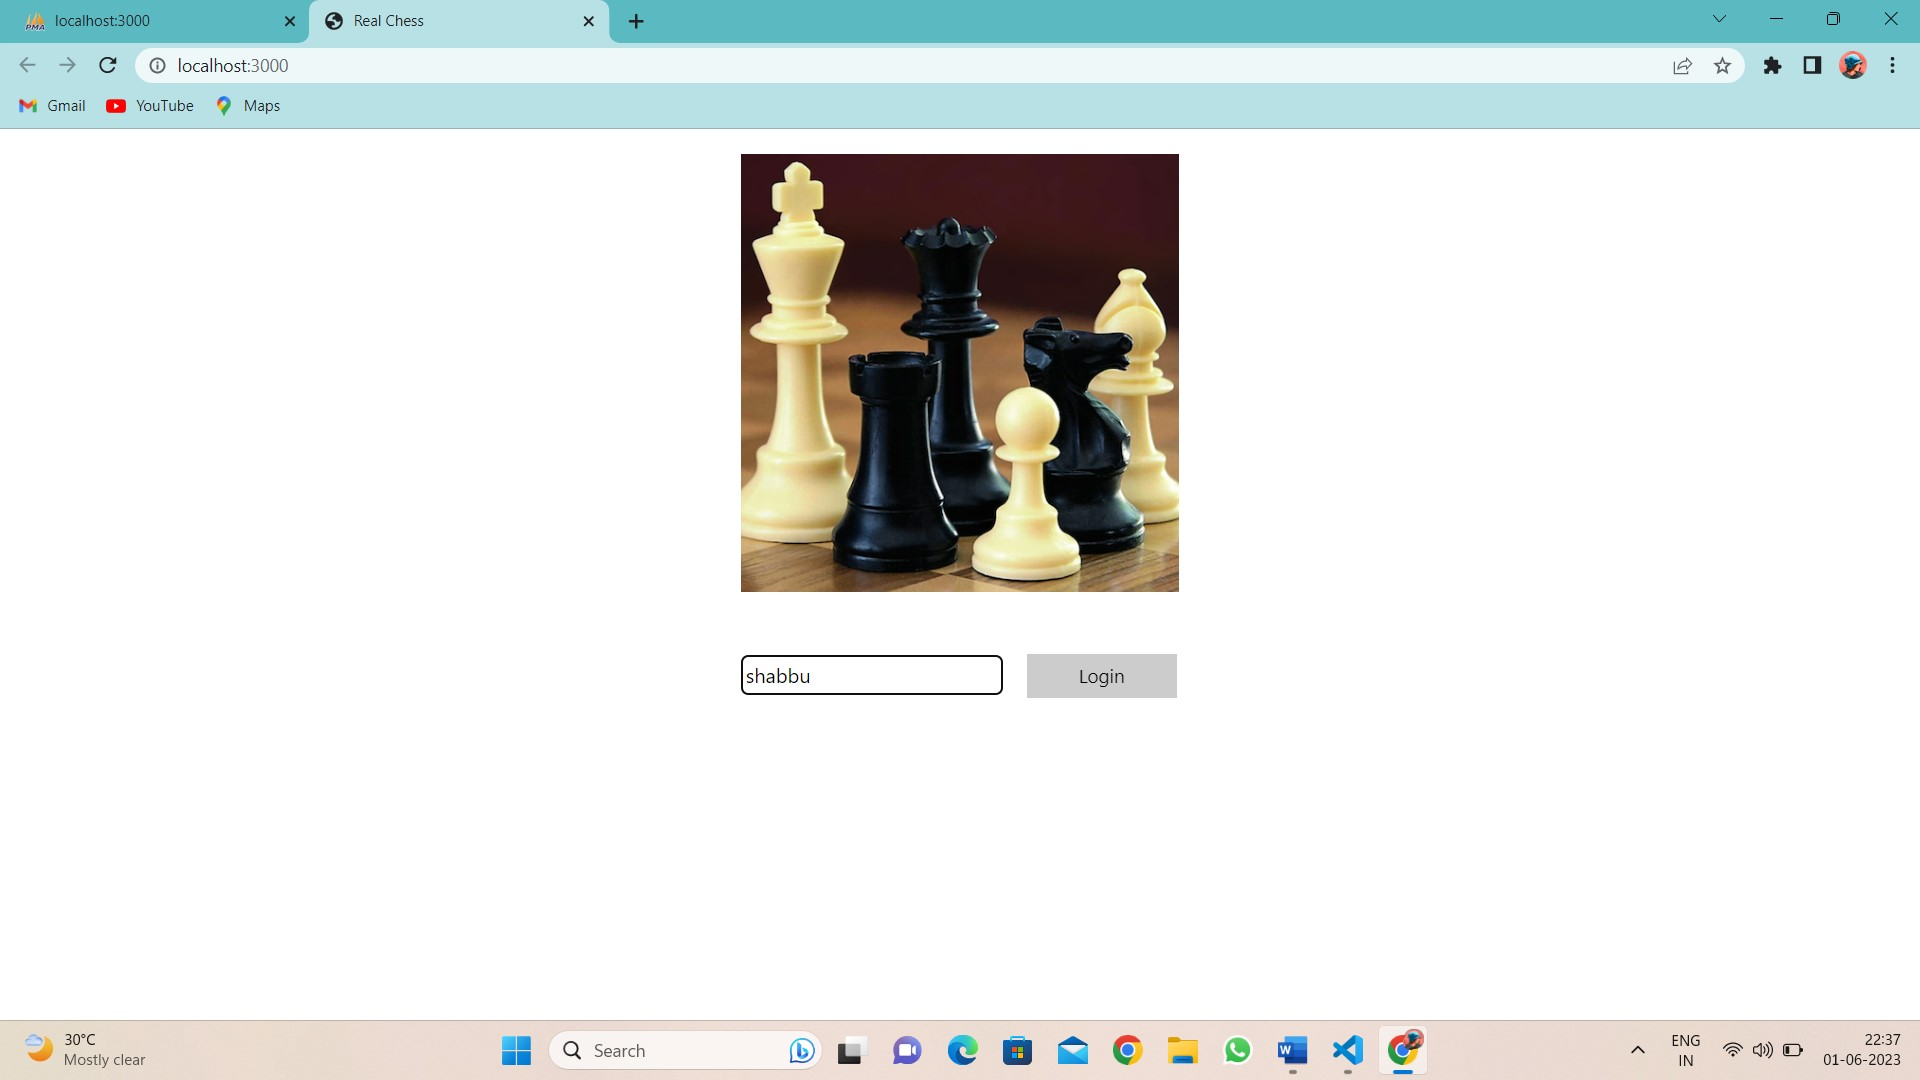 localhost:3000
Real Chess
localhost:3000
Gmail
YouTube
Maps
shabbu
Login
30°C
Mostly clear
Search
ENG
IN
22:37
01-06-2023